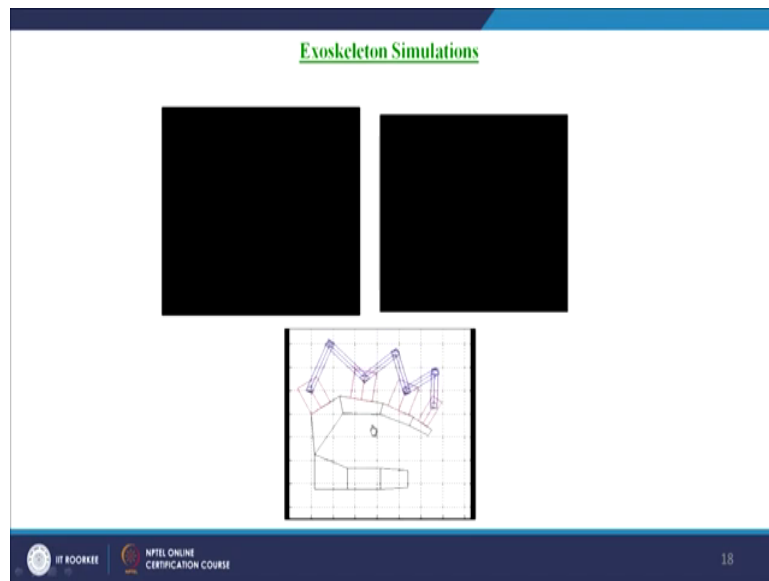 Exoskeleton Simulations
IIT ROORKEE
NPTEL ONLINE
CERTIFICATION COURSE
18